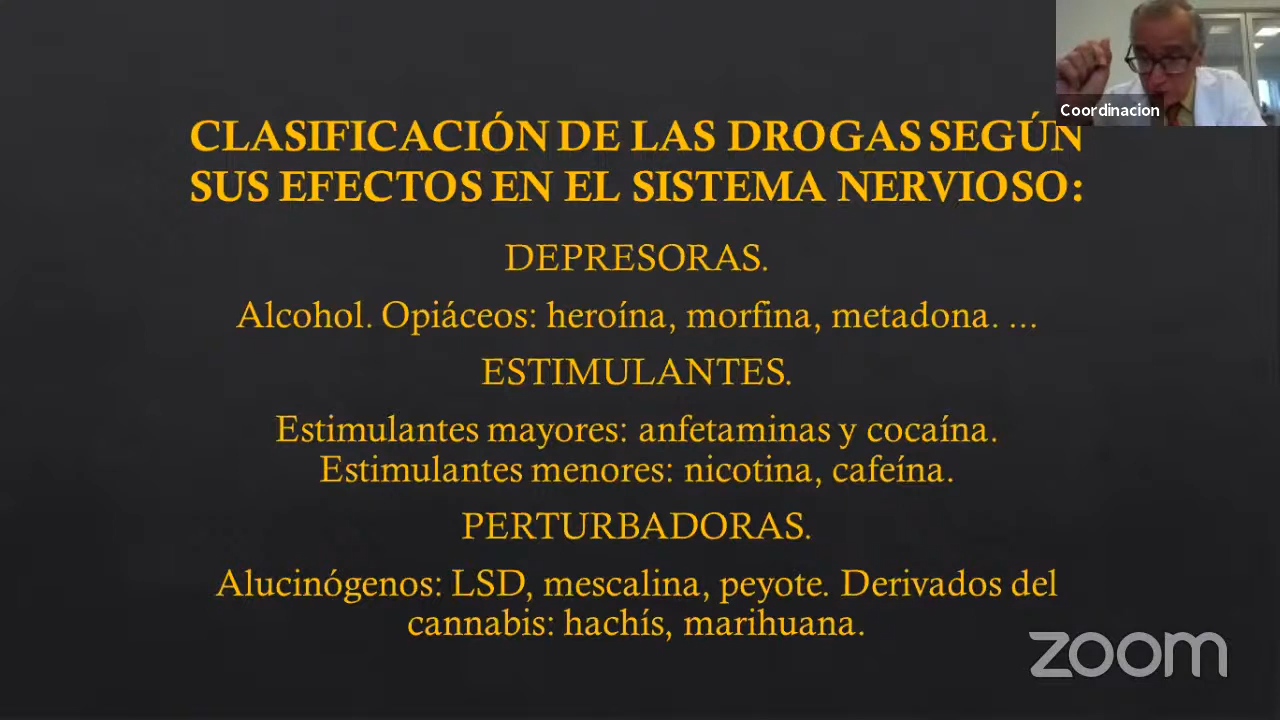 Coordinacion
CLASIFICACIÓN DE LAS DROGAS SEGÚN
SUS EFECTOS EN EL SISTEMA NERVIOSO:
DEPRESORAS.
Alcohol. Opiáceos: heroína, morfina, metadona. ...
ESTIMULANTES.
Estimulantes mayores: anfetaminas y cocaína.
Estimulantes menores: nicotina, cafeína.
PERTURBADORAS.
Alucinógenos: LSD, mescalina, peyote. Derivados del
cannabis: hachís, marihuana.
zoom